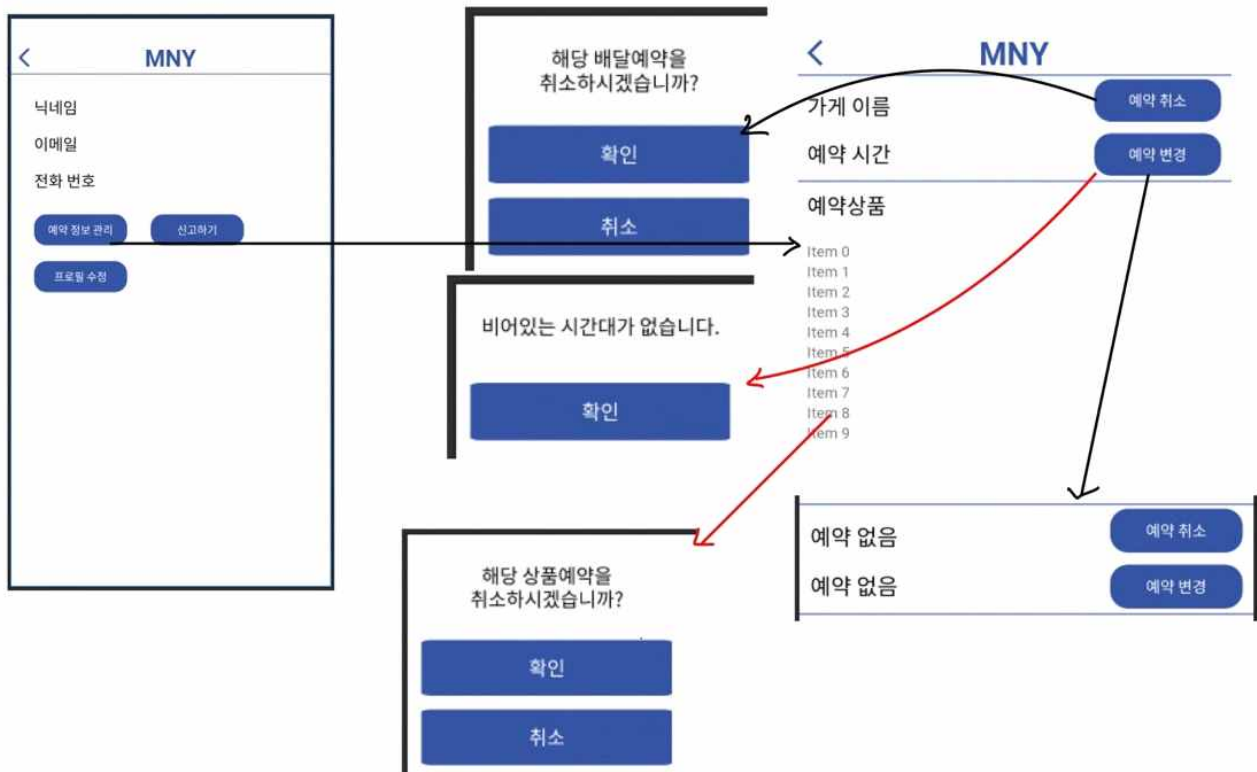 MNY
닉네임
이메일
전화 번호
예약 정보 관리
신고하기
프로필 수정
해당 배달예약을
취소하시겠습니까?
확인
취소
비어있는 시간대가 없습니다.
확인
해당 상품예약을
취소하시겠습니까?
확인
취소
MNY
가게 이름
예약 취소
예약 시간
예약 변경
예약상품
Item 0
Item 1
Item 2
Item 3
Item 4
Item 5
Item 6
Item 7
Item 8
Item 9
예약 없음
예약 취소
예약 없음
예약 변경